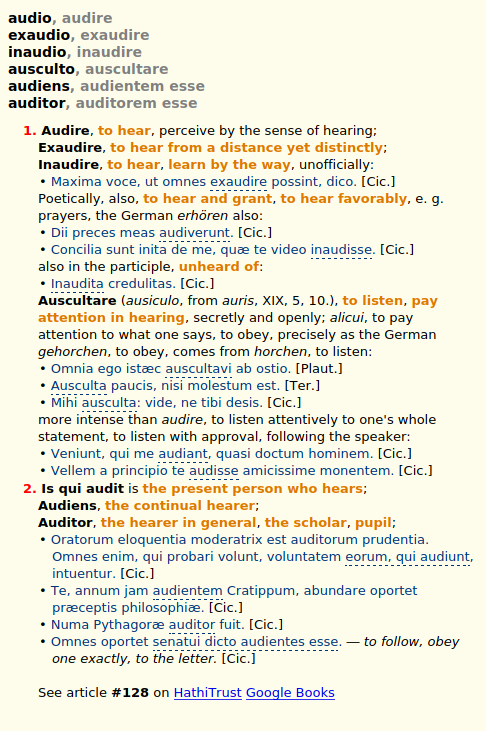 audio, audire
exaudio, exaudire
inaudio, inaudire
ausculto, auscultare
audiens, audientem esse
auditor, auditorem esse
1. Audire, to hear, perceive by the sense of hearing;
Exaudire, to hear from a distance yet distinctly;
Inaudire, to hear, learn by the way, unofficially:
• Maxima voce, ut omnes exaudire possint, dico. [Cic.]
Poetically, also, to hear and grant, to hear favorably, e. g.
prayers, the German erhören also:
• Dii preces meas audiverunt. [Cic.]
• Concilia sunt inita de me, quæ te video inaudisse. [Cic.]
also in the participle, unheard of:
• Inaudita credulitas. [Cic.]
Auscultare (ausiculo, from auris, XIX, 5, 10.), to listen, pay
attention in hearing, secretly and openly; alicui, to pay
attention to what one says, to obey, precisely as the German
gehorchen, to obey, comes from horchen, to listen:
• Omnia ego istæc auscultavi ab ostio. [Plaut.]
• Ausculta paucis, nisi molestum est. [Ter.]
• Mihi ausculta: vide, ne tibi desis. [Cic.]
more intense than audire, to listen attentively to one's whole
statement, to listen with approval, following the speaker:
• Veniunt, qui me audiant, quasi doctum hominem. [Cic.]
• Vellem a principio te audisse amicissime monentem. [Cic.]
2. Is qui audit is the present person who hears;
Audiens, the continual hearer;
Auditor, the hearer in general, the scholar, pupil;
• Oratorum eloquentia moderatrix est auditorum prudentia.
Omnes enim, qui probari volunt, voluntatem eorum, qui audiunt,
intuentur. [Cic.]
• Te, annum jam audientem Cratippum, abundare oportet
præceptis philosophiæ. [Cic.]
• Numa Pythagoræ auditor fuit. [Cic.]
• Omnes oportet senatui dicto audientes esse. — to follow, obey
one exactly, to the letter. [Cic.]
See article #128 on HathiTrust Google Books